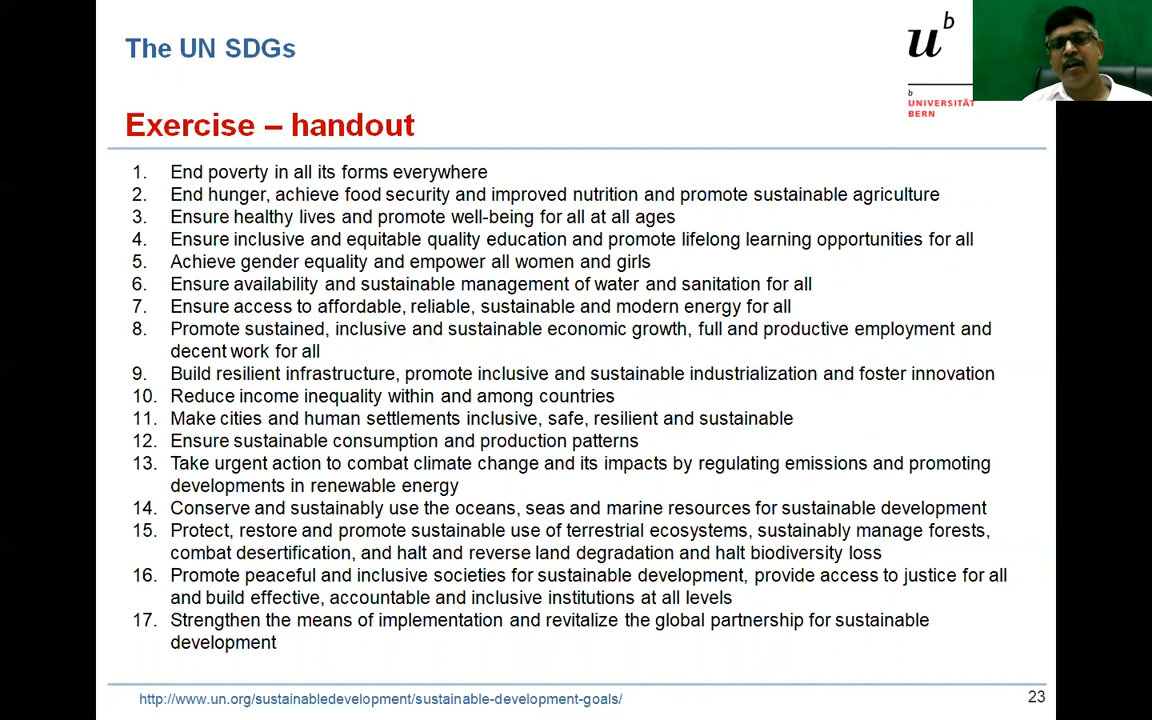 The UN SDGs
u
b
b
UNIVERSITÄT
BERN
Exercise – handout
1. End poverty in all its forms everywhere
2. End hunger, achieve food security and improved nutrition and promote sustainable agriculture
3. Ensure healthy lives and promote well-being for all at all ages
4. Ensure inclusive and equitable quality education and promote lifelong learning opportunities for all
5. Achieve gender equality and empower all women and girls
6. Ensure availability and sustainable management of water and sanitation for all
7. Ensure access to affordable, reliable, sustainable and modern energy for all
8. Promote sustained, inclusive and sustainable economic growth, full and productive employment and
decent work for all
9. Build resilient infrastructure, promote inclusive and sustainable industrialization and foster innovation
10. Reduce income inequality within and among countries
11. Make cities and human settlements inclusive, safe, resilient and sustainable
12. Ensure sustainable consumption and production patterns
13. Take urgent action to combat climate change and its impacts by regulating emissions and promoting
developments in renewable energy
14. Conserve and sustainably use the oceans, seas and marine resources for sustainable development
15. Protect, restore and promote sustainable use of terrestrial ecosystems, sustainably manage forests,
combat desertification, and halt and reverse land degradation and halt biodiversity loss
16. Promote peaceful and inclusive societies for sustainable development, provide access to justice for all
and build effective, accountable and inclusive institutions at all levels
17. Strengthen the means of implementation and revitalize the global partnership for sustainable
development
http://www.un.org/sustainabledevelopment/sustainable-development-goals/
23